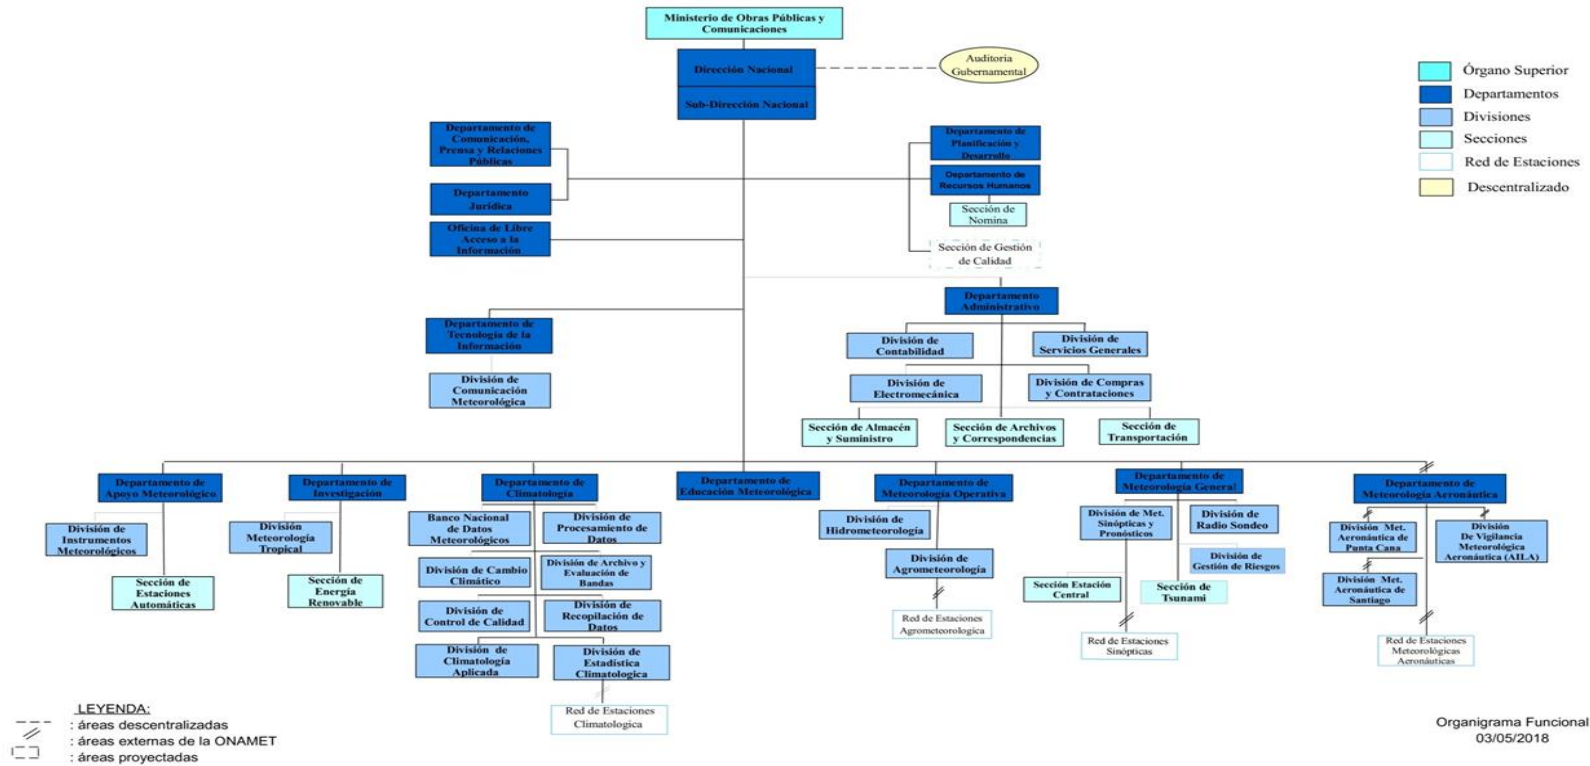 Ministerio de Obras Públicas y
Comunicaciones
Dirección Nacional
Auditoria
Gubernamental
Sub-Dirección Nacional
Órgano Superior
Departamentos
Divisiones
Secciones
Red de Estaciones
Descentralizado
Departamento de
Comunicación,
Prensa y Relaciones
Públicas
Departamento
Jurídica
Oficina de Libre
Acceso a la
Información
Departamento de
Planificación y
Desarrollo
Departamento de
Recursos Humanos
Sección de
Nomina
Sección de Gestión
de Calidad
Departamento
Administrativo
División de
Contabilidad
División de
Servicios Generales
División de
Electromecánica
División de Compras
y Contrataciones
Sección de Almacén
y Suministro
Sección de Archivos
y Correspondencias
Sección de
Transportación
Departamento de
Tecnología de la
Información
División de
Comunicación
Meteorológica
Departamento de
Apoyo Meteorológico
División de
Instrumentos
Meteorológicos
Sección de
Estaciones
Automáticas
Departamento de
Investigación
División
Meteorología
Tropical
Sección de
Energía
Renovable
Departamento de
Climatología
Banco Nacional
de Datos
Meteorológicos
División de
Procesamiento de
Datos
División de Cambio
Climático
División de Archivo y
Evaluación de
Bandas
División de
Control de Calidad
División de
Recopilación de
Datos
División de
Climatología
Aplicada
División de
Estadística
Climatologica
Red de Estaciones
Climatologica
Departamento de
Educación Meteorológica
Departamento de
Meteorología Operativa
División de
Hidrometeorología
División de
Agrometeorología
Red de Estaciones
Agrometeorologica
Departamento de
Meteorología General
División de Met.
Sinópticas y
Pronósticos
División de
Radio Sondeo
División de
Gestión de Riesgos
Sección Estación
Central
Sección de
Tsunami
Red de Estaciones
Sinópticas
Departamento de
Meteorología Aeronáutica
División Met.
Aeronáutica de
Punta Cana
División
De Vigilancia
Meteorológica
Aeronáutica (AILA)
División Met.
Aeronáutica de
Santiago
Red de Estaciones
Meteorológicas
Aeronáuticas
LEYENDA:
: áreas descentralizadas
: áreas externas de la ONAMET
: áreas proyectadas
Organigrama Funcional
03/05/2018